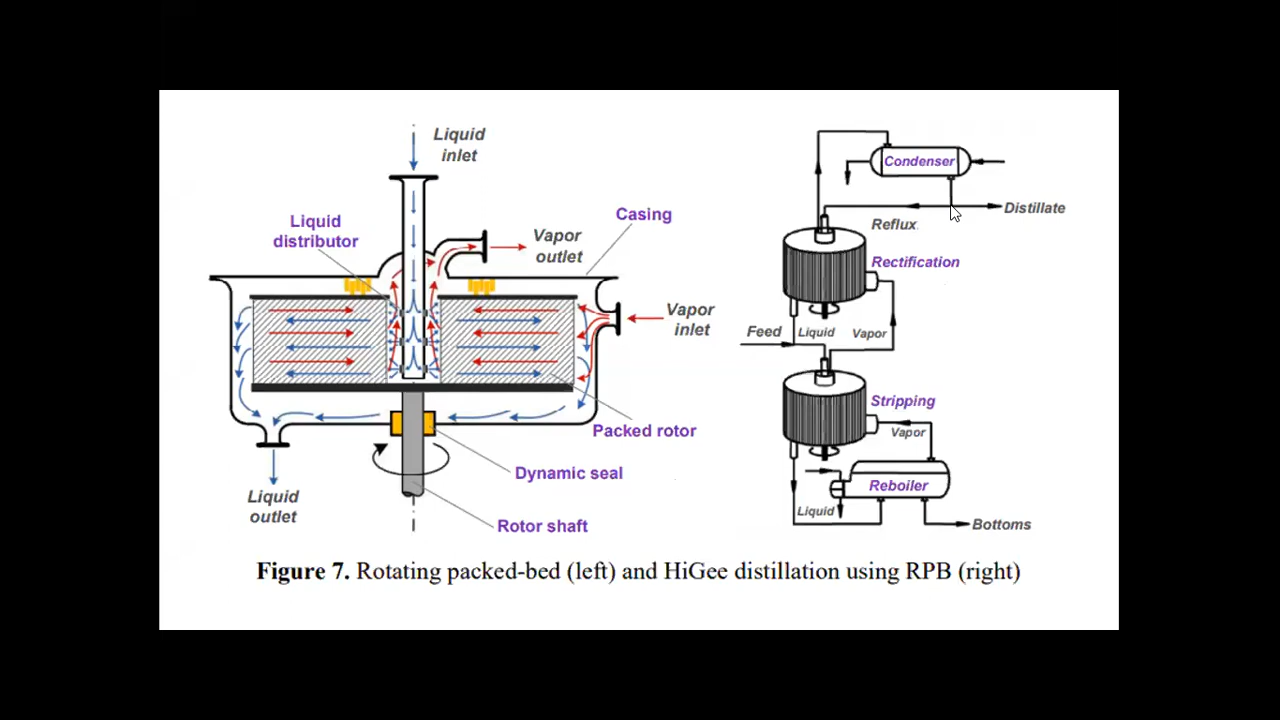 Liquid
inlet
Liquid
distributor
Casing
Vapor
outlet
Vapor
inlet
Packed rotor
Dynamic seal
Liquid
outlet
Rotor shaft
Condenser
Distillate
Reflux
Rectification
Feed
Liquid
Vapor
Stripping
Vapor
Reboiler
Liquid
Bottoms
Figure 7. Rotating packed-bed (left) and HiGee distillation using RPB (right)